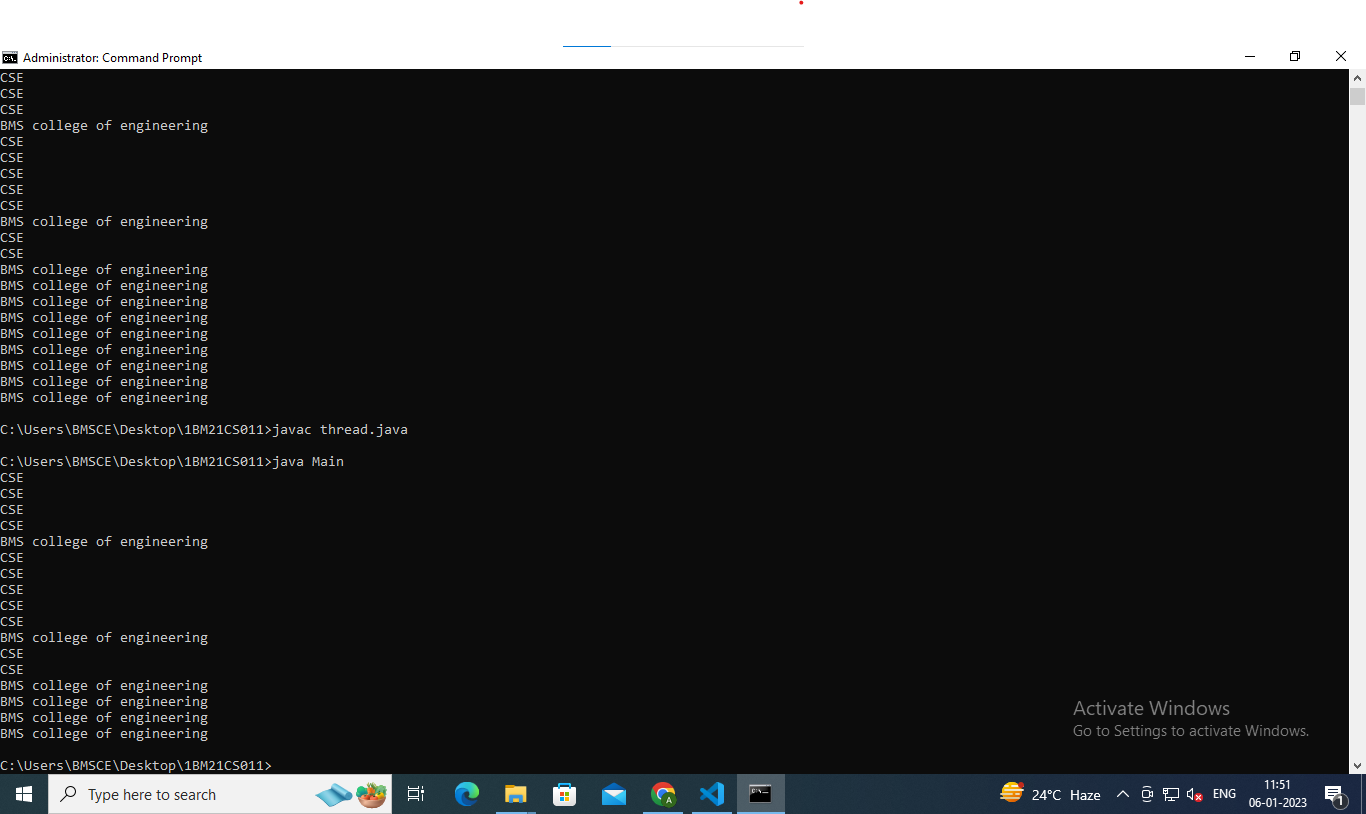 Administrator: Command Prompt
CSE
CSE
CSE
BMS college of engineering
CSE
CSE
CSE
CSE
CSE
BMS college of engineering
CSE
CSE
BMS college of engineering
BMS college of engineering
BMS college of engineering
BMS college of engineering
BMS college of engineering
BMS college of engineering
BMS college of engineering
BMS college of engineering
BMS college of engineering
C:\Users\BMSCE\Desktop\1BM21CS011>javac thread.java
C:\Users\BMSCE\Desktop\1BM21CS011>java Main
CSE
CSE
CSE
CSE
BMS college of engineering
CSE
CSE
CSE
CSE
CSE
BMS college of engineering
CSE
CSE
BMS college of engineering
BMS college of engineering
BMS college of engineering
BMS college of engineering
C:\Users\BMSCE\Desktop\1BM21CS011>
Activate Windows
Go to Settings to activate Windows.
Type here to search
A
24°C Haze
ENG
11:51
06-01-2023
1